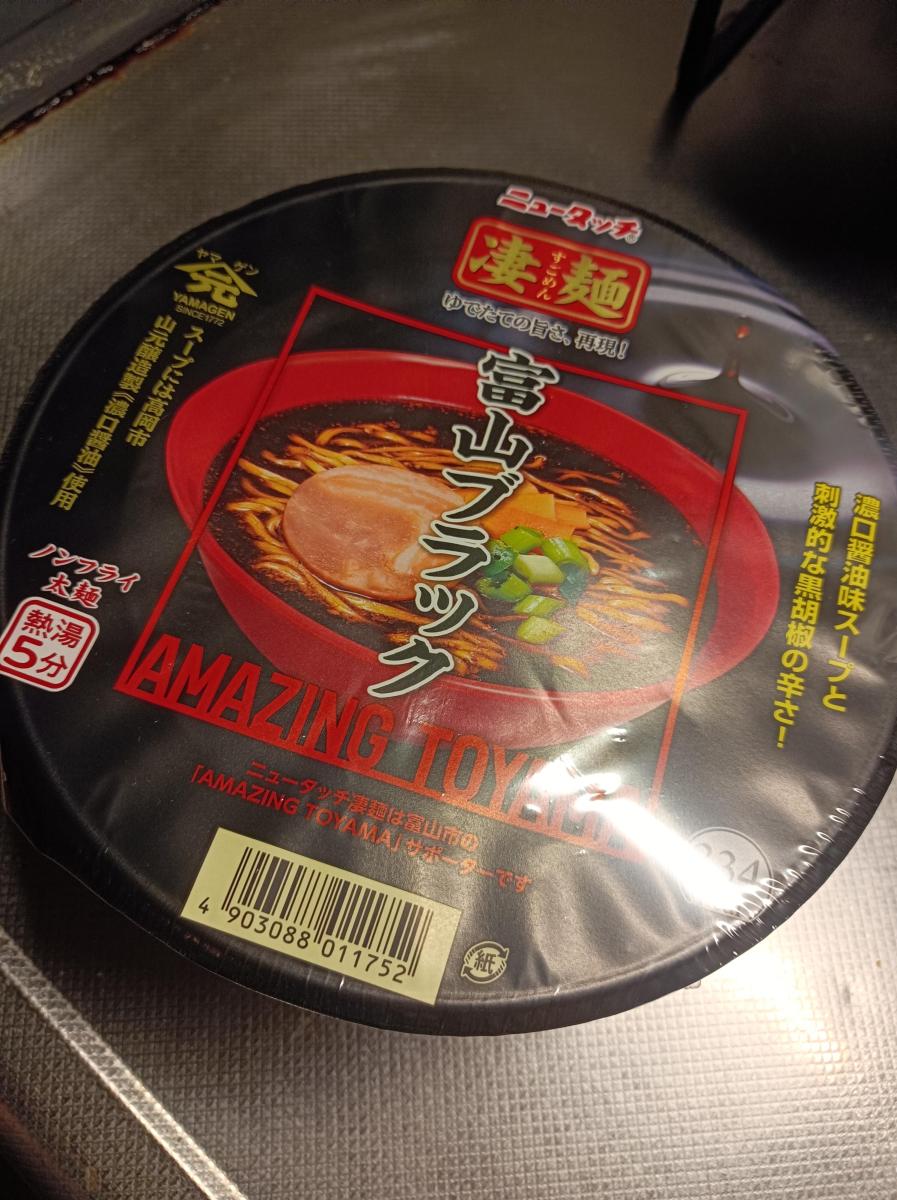 ニュータッチ®
凄麺
すごめん
ゆでたての旨さ、再現!
ヤマ ゲン
元
YAMAGEN
SINCE1772
スープには高岡市
山元醸造製《濃口醤油》使用
富山ブラック
濃口醤油味スープと
刺激的な黒胡椒の辛さ!
ノンフライ
太麺
熱湯
5分
AMAZING TOYAMA
ニュータッチ凄麺は富山市の
「AMAZING TOYAMA」サポーターです
334
4 903088 011752
紙